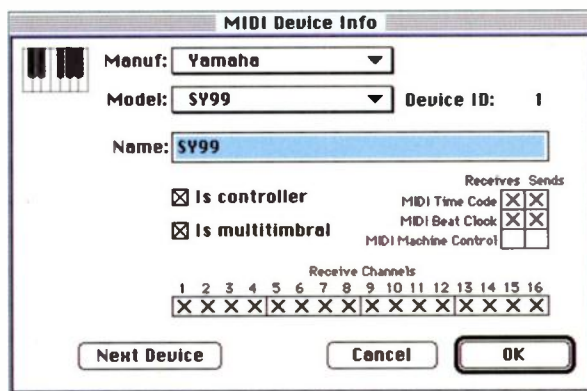 MIDI Device Info
Manuf: Yamaha
Model: SY99 Device ID: 1
Name: SY99
Is controller
Is multitimbral
Receives Sends
MIDI Time Code
MIDI Beat Clock
MIDI Machine Control
Receive Channels
1 2 3 4 5 6 7 8 9 10 11 12 13 14 15 16
Next Device Cancel OK